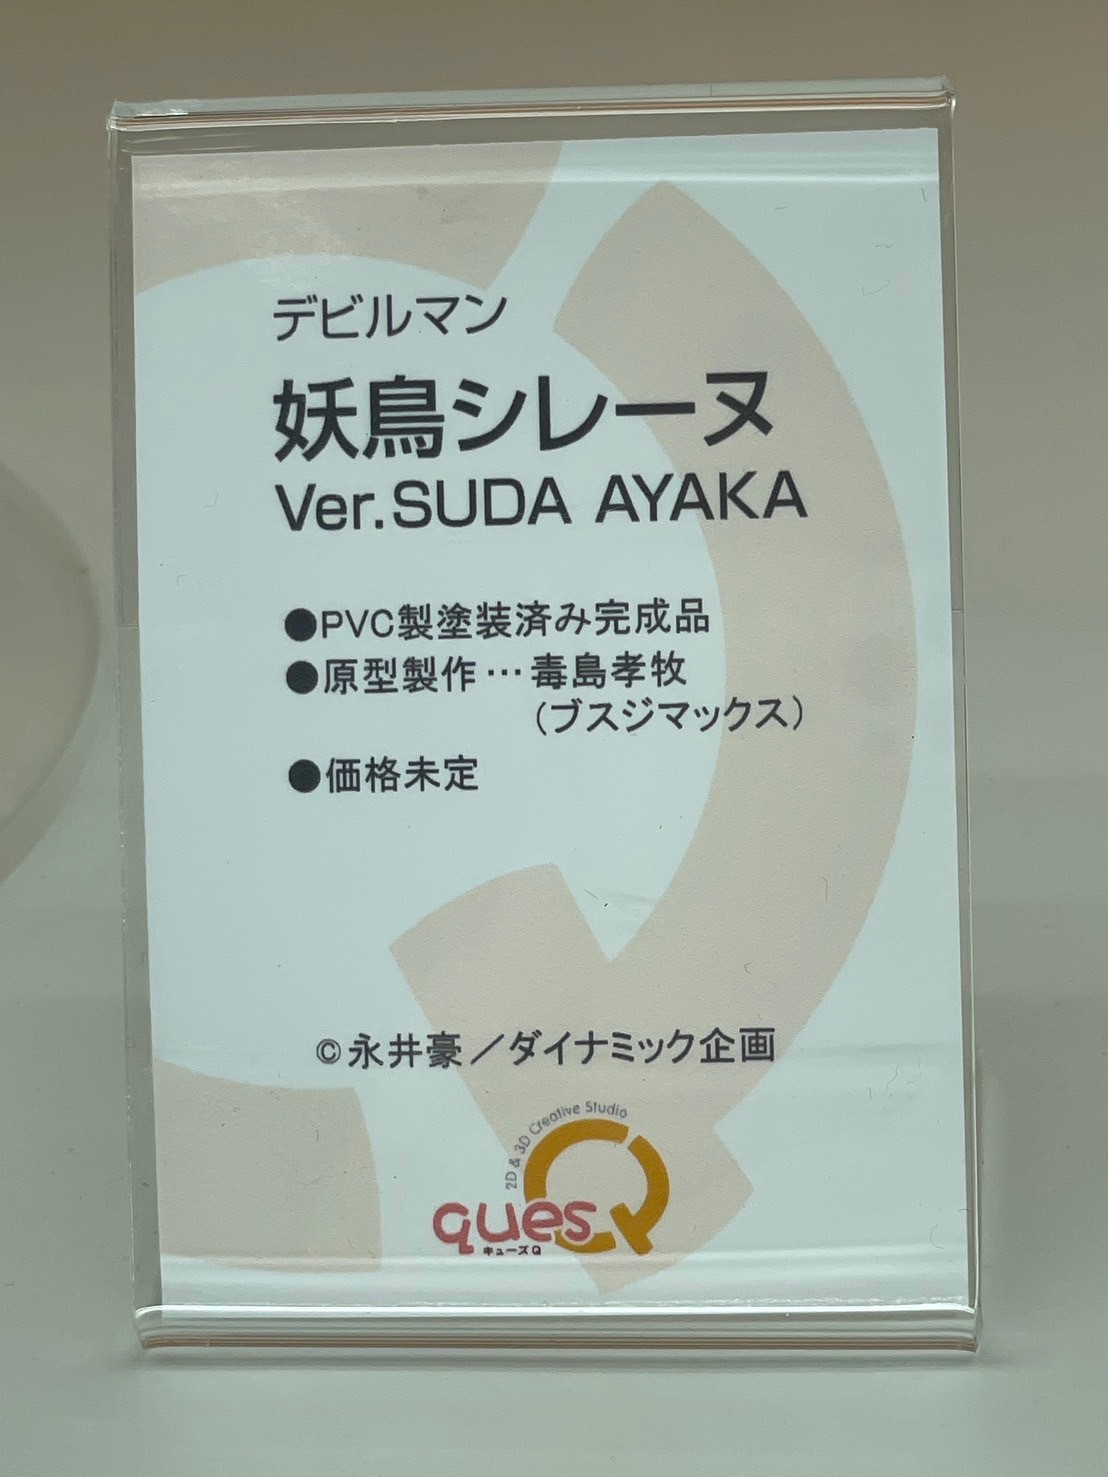 デビルマン
妖鳥シレーヌ
Ver.SUDA AYAKA
●PVC製塗装済み完成品
●原型製作…毒島孝牧
(ブスジマックス)
●価格未定
©永井豪／ダイナミック企画
2D & 3D Creative Studio
quesQ
キューズQ